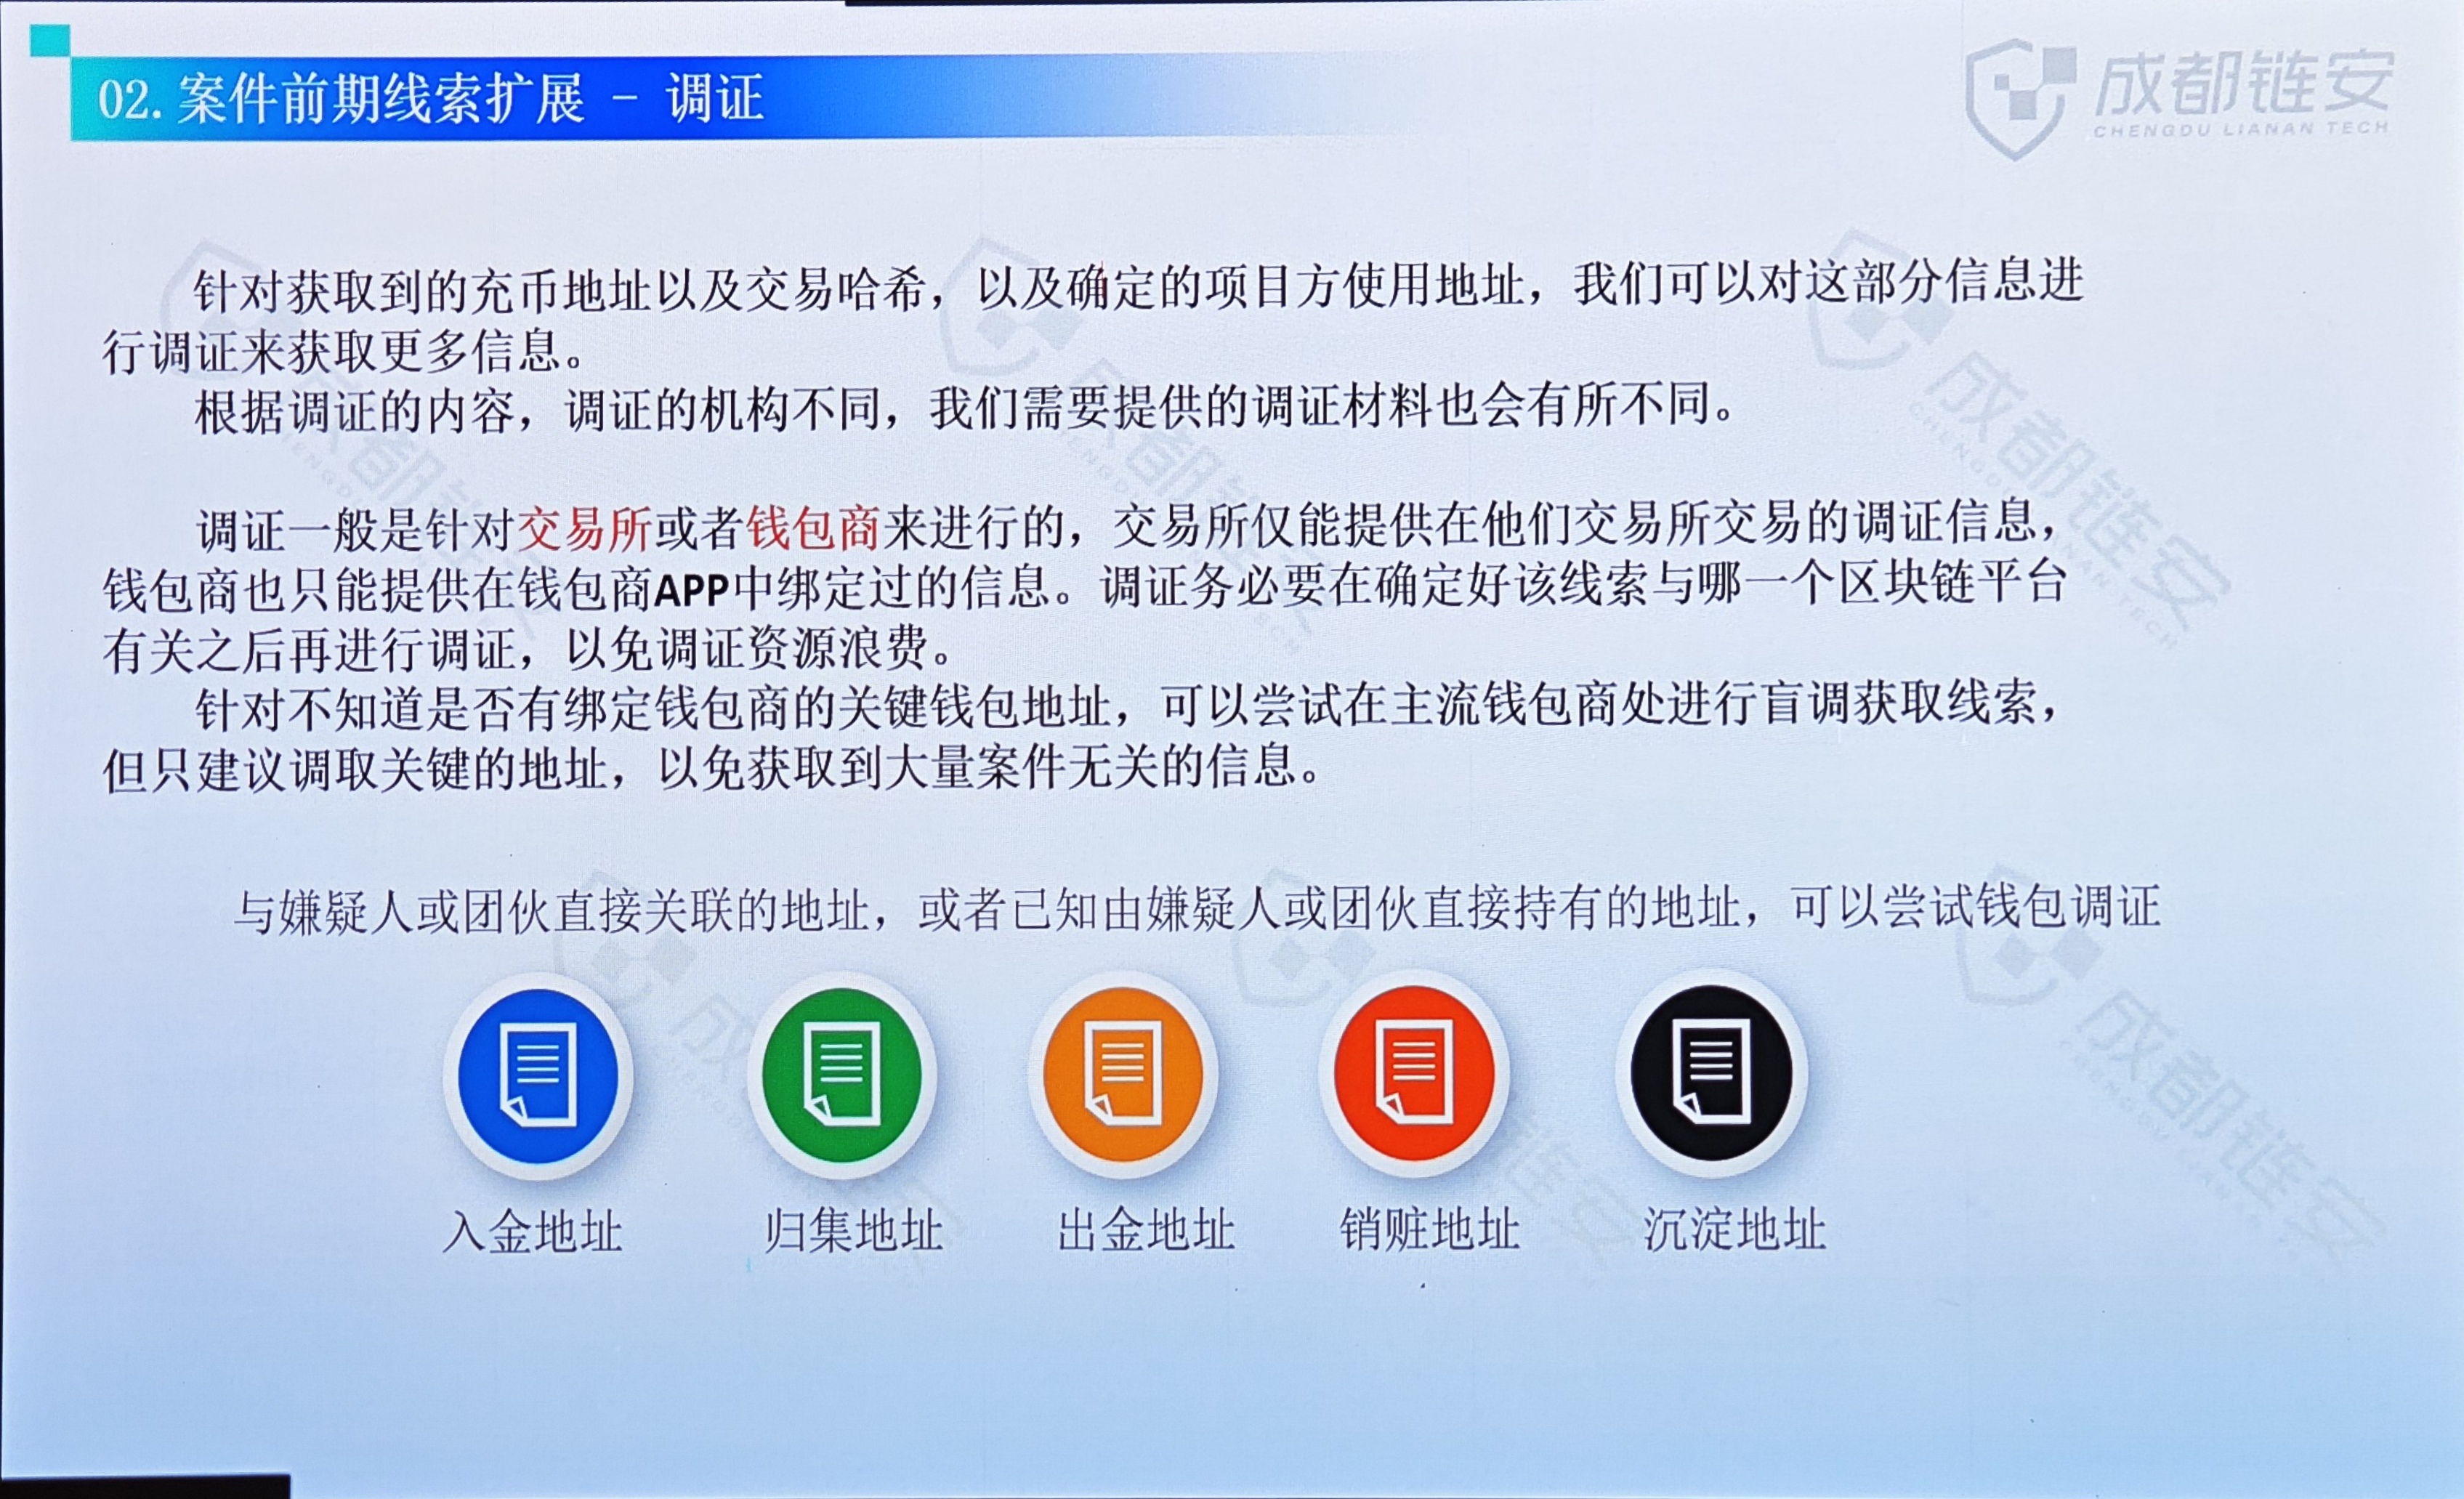 02.案件前期线索扩展 - 调证
成都链安
CHENGDU LIANAN TECH
针对获取到的充币地址以及交易哈希，以及确定的项目方使用地址，我们可以对这部分信息进
行调证来获取更多信息。
根据调证的内容，调证的机构不同，我们需要提供的调证材料也会有所不同。
调证一般是针对交易所或者钱包商来进行的，交易所仅能提供在他们交易所交易的调证信息，
钱包商也只能提供在钱包商APP中绑定过的信息。调证务必要在确定好该线索与哪一个区块链平台
有关之后再进行调证，以免调证资源浪费。
针对不知道是否有绑定钱包商的关键钱包地址，可以尝试在主流钱包商处进行盲调获取线索，
但只建议调取关键的地址，以免获取到大量案件无关的信息。
与嫌疑人或团伙直接关联的地址，或者已知由嫌疑人或团伙直接持有的地址，可以尝试钱包调证
入金地址
归集地址
出金地址
销赃地址
沉淀地址